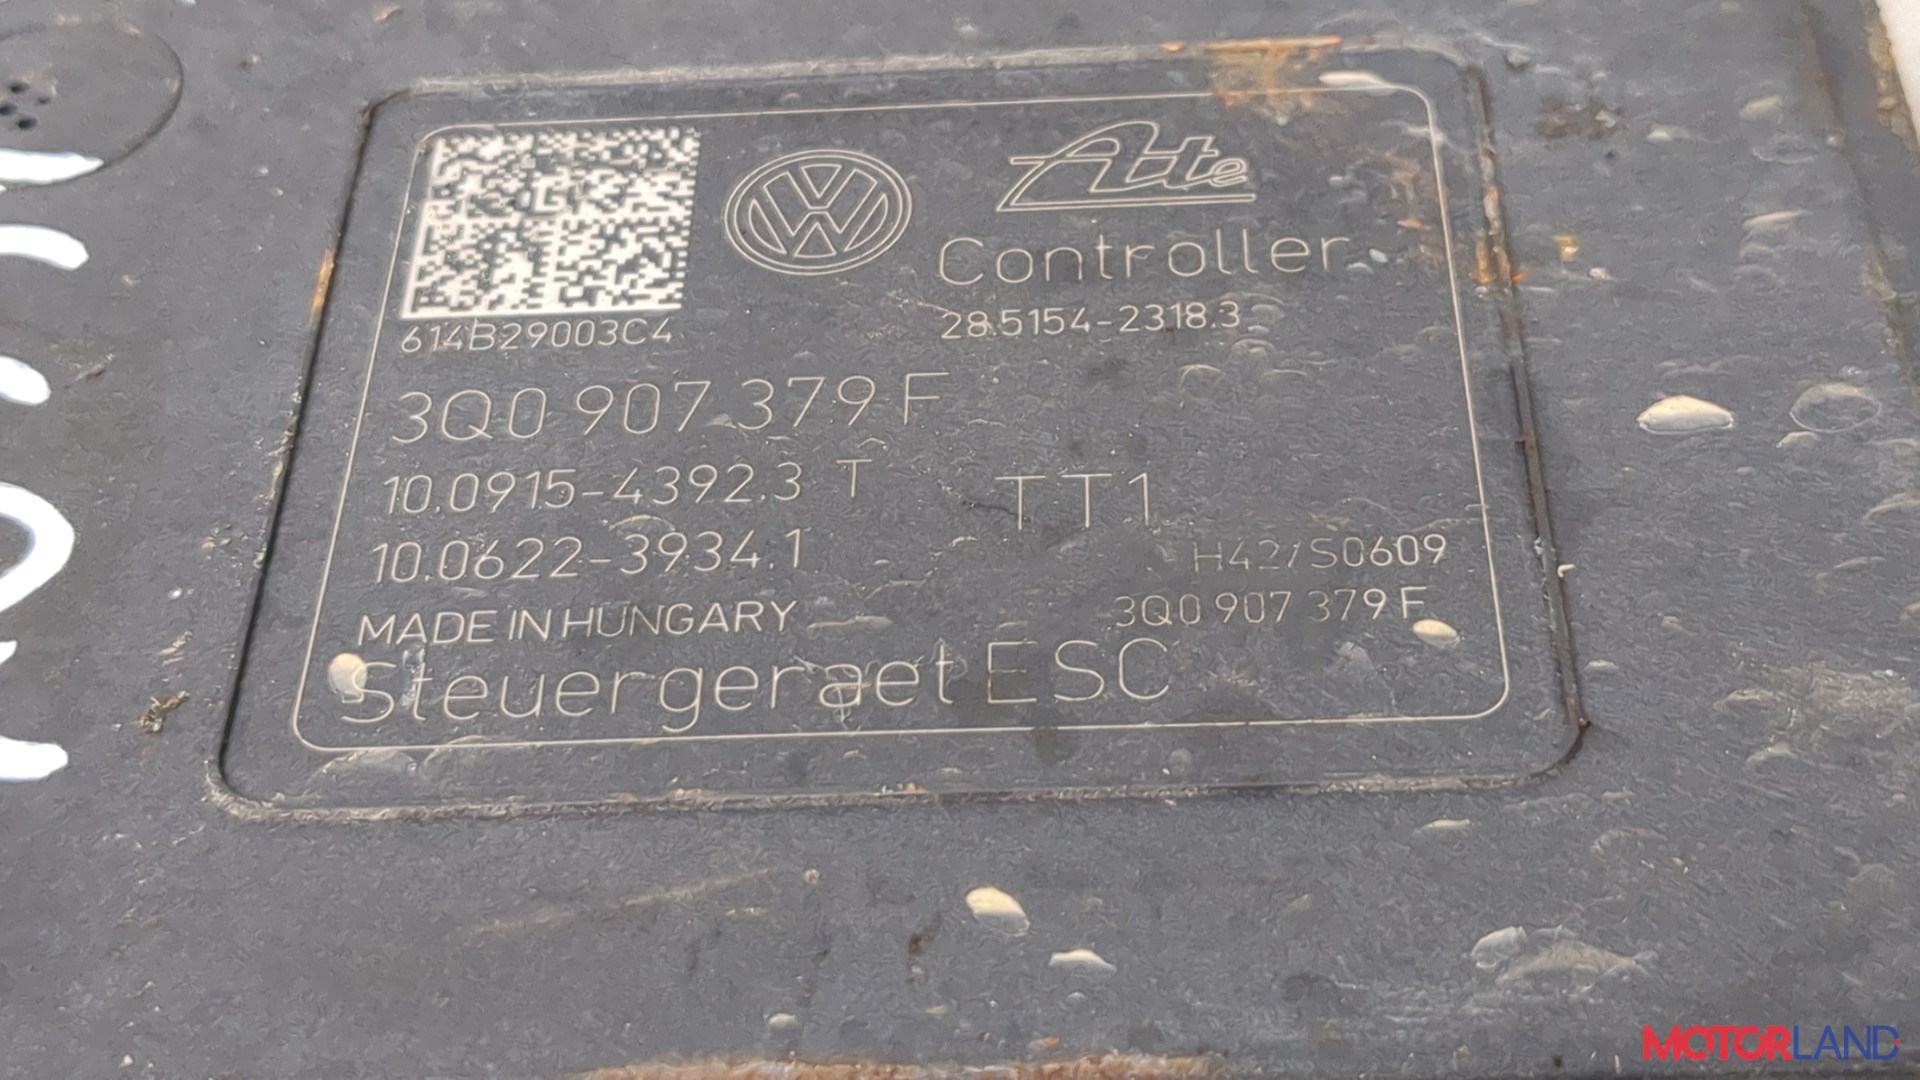 Ate
Controller
28.5154-2318.3
614B29003C4
3Q0 907 379 F
10.0915-4392.3 T
TT1
10.0622-3934.1
H42/S0609
MADE IN HUNGARY
3Q0 907 379 F
Steuergeraet ESC
MOTORLAND